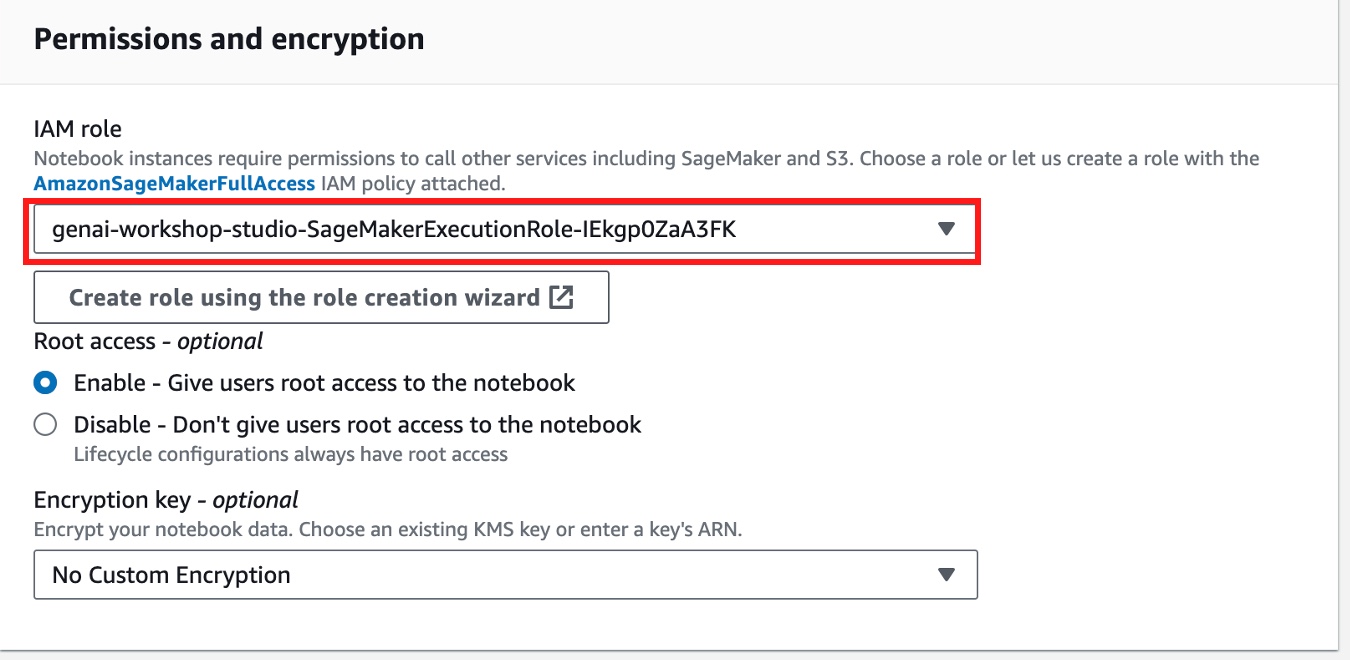 Permissions and encryption
IAM role
Notebook instances require permissions to call other services including SageMaker and S3. Choose a role or let us create a role with the
AmazonSageMakerFullAccess IAM policy attached.
genai-workshop-studio-SageMakerExecutionRole-IEkgp0ZaA3FK
Create role using the role creation wizard
Root access - optional
Enable - Give users root access to the notebook
Disable - Don't give users root access to the notebook
Lifecycle configurations always have root access
Encryption key - optional
Encrypt your notebook data. Choose an existing KMS key or enter a key's ARN.
No Custom Encryption